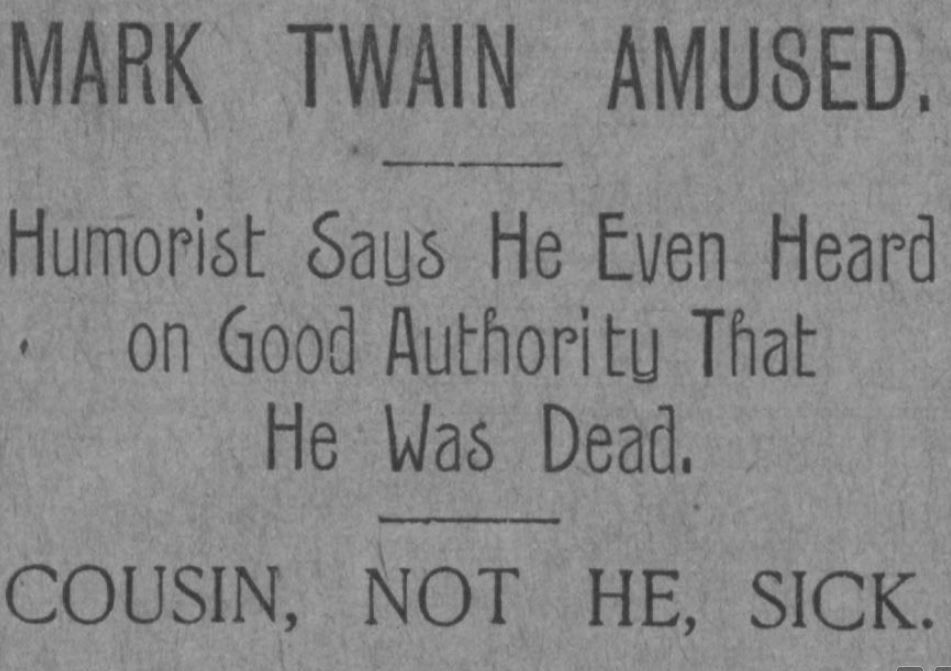 MARK TWAIN AMUSED.
Humorist Says He Even Heard
on Good Authority That
He Was Dead.
COUSIN, NOT HE, SICK.